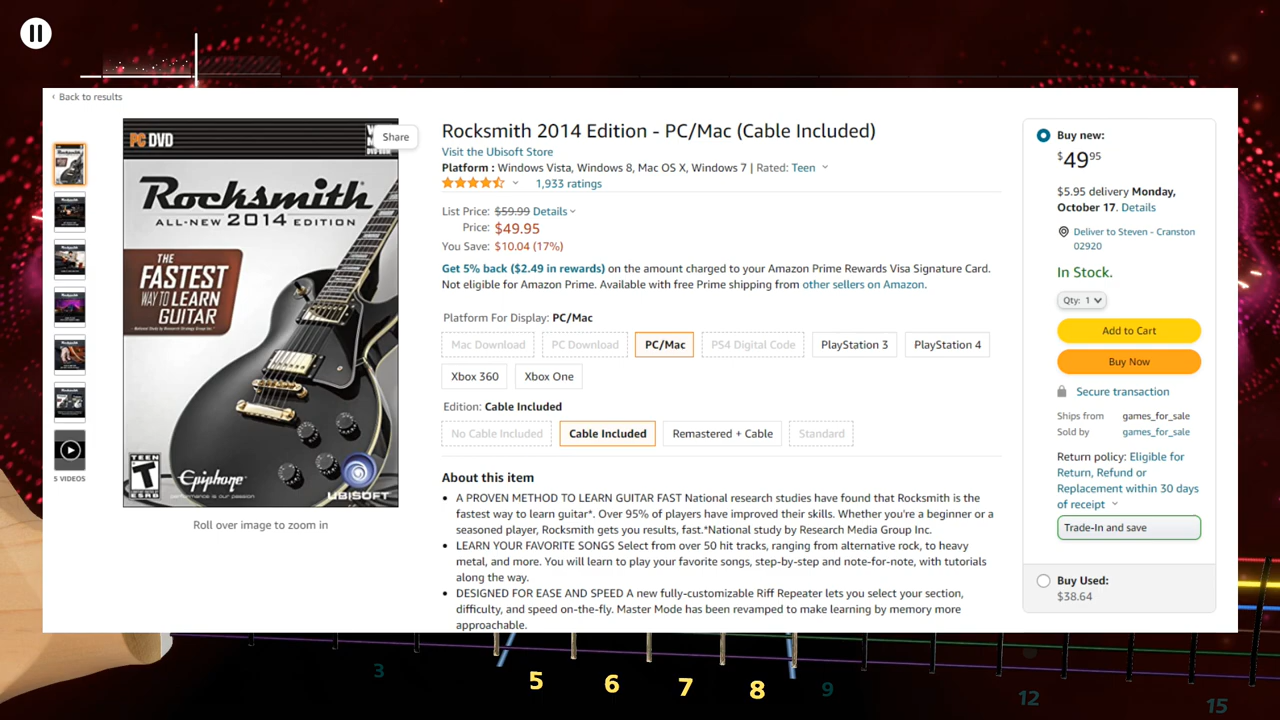 ‹ Back to results
PC DVD
Share
Rocksmith
ALL-NEW 2014 EDITION
THE
FASTEST
WAY TO LEARN
GUITAR
TEEN
T
ESRB
Epiphone
performance is our passion
UBISOFT
5 VIDEOS
Roll over image to zoom in
Rocksmith 2014 Edition - PC/Mac (Cable Included)
Visit the Ubisoft Store
Platform : Windows Vista, Windows 8, Mac OS X, Windows 7 | Rated: Teen
1,933 ratings
List Price: $59.99 Details
Price: $49.95
You Save: $10.04 (17%)
Get 5% back ($2.49 in rewards) on the amount charged to your Amazon Prime Rewards Visa Signature Card.
Not eligible for Amazon Prime. Available with free Prime shipping from other sellers on Amazon.
Platform For Display: PC/Mac
Mac Download PC Download PC/Mac PS4 Digital Code PlayStation 3 PlayStation 4
Xbox 360 Xbox One
Edition: Cable Included
No Cable Included Cable Included Remastered + Cable Standard
About this item
• A PROVEN METHOD TO LEARN GUITAR FAST National research studies have found that Rocksmith is the
fastest way to learn guitar*. Over 95% of players have improved their skills. Whether you're a beginner or a
seasoned player, Rocksmith gets you results, fast.*National study by Research Media Group Inc.
• LEARN YOUR FAVORITE SONGS Select from over 50 hit tracks, ranging from alternative rock, to heavy
metal, and more. You will learn to play your favorite songs, step-by-step and note-for-note, with tutorials
along the way.
• DESIGNED FOR EASE AND SPEED A new fully-customizable Riff Repeater lets you select your section,
difficulty, and speed on-the-fly. Master Mode has been revamped to make learning by memory more
approachable.
Buy new:
$49.95
$5.95 delivery Monday,
October 17. Details
Deliver to Steven - Cranston
02920
In Stock.
Qty: 1
Add to Cart
Buy Now
Secure transaction
Ships from games_for_sale
Sold by games_for_sale
Return policy: Eligible for
Return, Refund or
Replacement within 30 days
of receipt
Trade-In and save
Buy Used:
$38.64
3 5 6 7 8 9 12 15